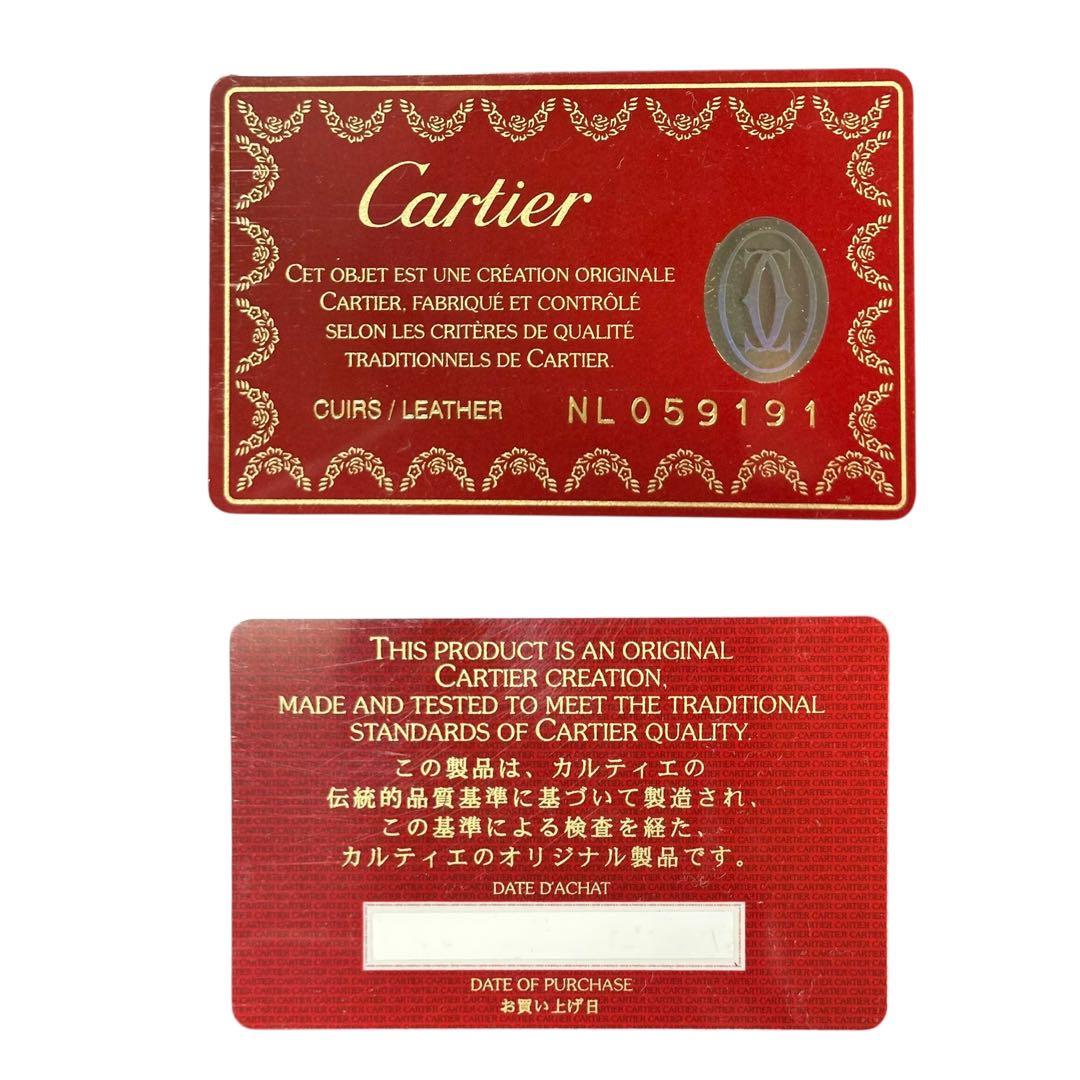 Cartier
CET OBJET EST UNE CRÉATION ORIGINALE
CARTIER, FABRIQUÉ ET CONTRÔLÉ
SELON LES CRITÈRES DE QUALITÉ
TRADITIONNELS DE CARTIER.
CUIRS / LEATHER NL 059191
THIS PRODUCT IS AN ORIGINAL
CARTIER CREATION,
MADE AND TESTED TO MEET THE TRADITIONAL
STANDARDS OF CARTIER QUALITY.
この製品は、カルティエの
伝統的品質基準に基づいて製造され、
この基準による検査を経た、
カルティエのオリジナル製品です。
DATE D'ACHAT
DATE OF PURCHASE
お買い上げ日